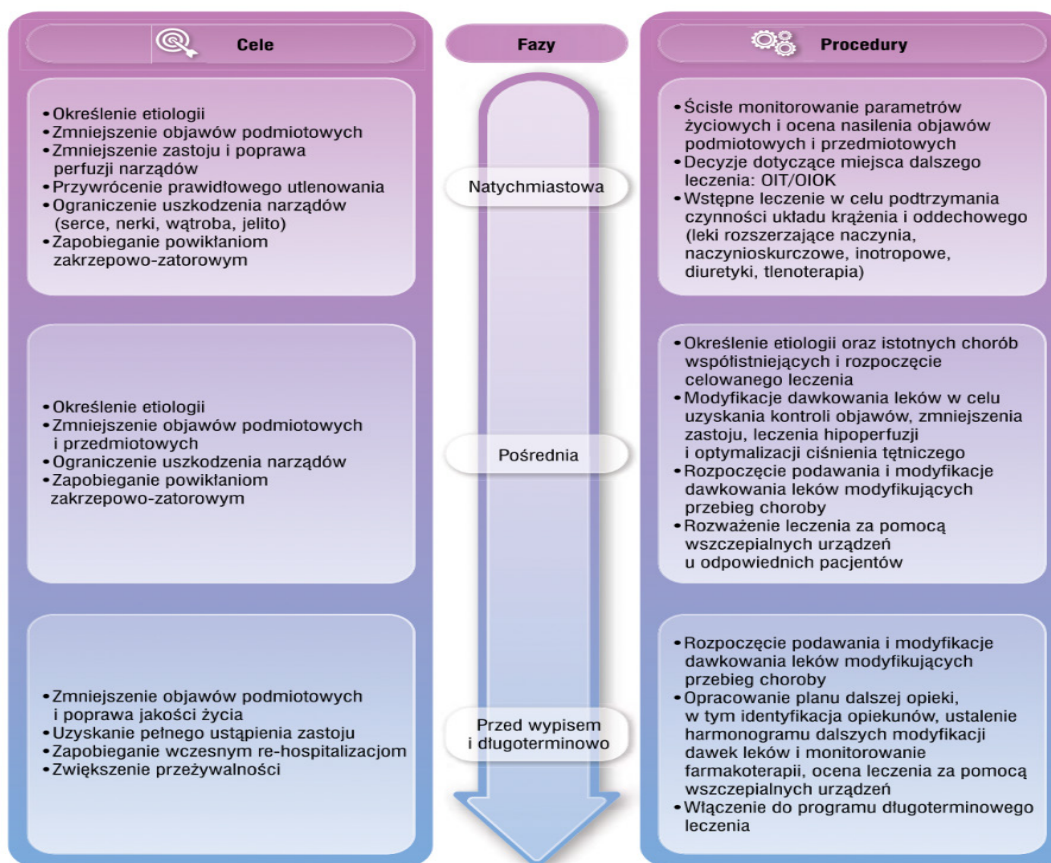 Cele
Fazy
Procedury
• Określenie etiologii
• Zmniejszenie objawów podmiotowych
• Zmniejszenie zastoju i poprawa
perfuzji narządów
• Przywrócenie prawidłowego utlenowania
• Ograniczenie uszkodzenia narządów
(serce, nerki, wątroba, jelito)
• Zapobieganie powikłaniom
zakrzepowo-zatorowym
Natychmiastowa
• Ścisłe monitorowanie parametrów
życiowych i ocena nasilenia objawów
podmiotowych i przedmiotowych
• Decyzje dotyczące miejsca dalszego
leczenia: OIT/OIOK
• Wstępne leczenie w celu podtrzymania
czynności układu krążenia i oddechowego
(leki rozszerzające naczynia,
naczynioskurczowe, inotropowe,
diuretyki, tlenoterapia)
• Określenie etiologii
• Zmniejszenie objawów podmiotowych
i przedmiotowych
• Ograniczenie uszkodzenia narządów
• Zapobieganie powikłaniom
zakrzepowo-zatorowym
Pośrednia
• Określenie etiologii oraz istotnych chorób
współistniejących i rozpoczęcie
celowanego leczenia
• Modyfikacje dawkowania leków w celu
uzyskania kontroli objawów, zmniejszenia
zastoju, leczenia hipoperfuzji
i optymalizacji ciśnienia tętniczego
• Rozpoczęcie podawania i modyfikacje
dawkowania leków modyfikujących
przebieg choroby
• Rozważenie leczenia za pomocą
wszczepialnych urządzeń
u odpowiednich pacjentów
• Zmniejszenie objawów podmiotowych
i poprawa jakości życia
• Uzyskanie pełnego ustąpienia zastoju
• Zapobieganie wczesnym re-hospitalizacjom
• Zwiększenie przeżywalności
Przed wypisem
i długoterminowo
• Rozpoczęcie podawania i modyfikacje
dawkowania leków modyfikujących
przebieg choroby
• Opracowanie planu dalszej opieki,
w tym identyfikacja opiekunów, ustalenie
harmonogramu dalszych modyfikacji
dawek leków i monitorowanie
farmakoterapii, ocena leczenia za pomocą
wszczepialnych urządzeń
• Włączenie do programu długoterminowego
leczenia